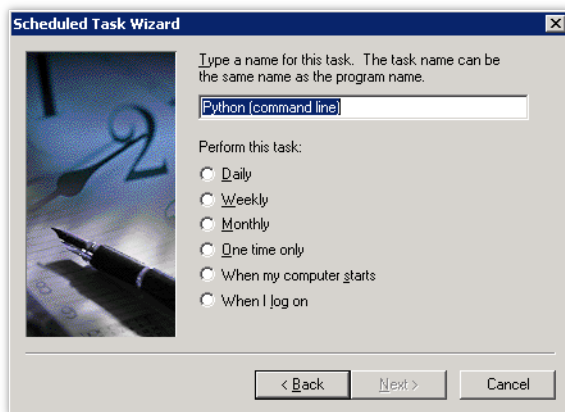 Scheduled Task Wizard
Type a name for this task. The task name can be
the same name as the program name.
Python (command line)
Perform this task:
Daily
Weekly
Monthly
One time only
When my computer starts
When I log on
< Back
Next >
Cancel